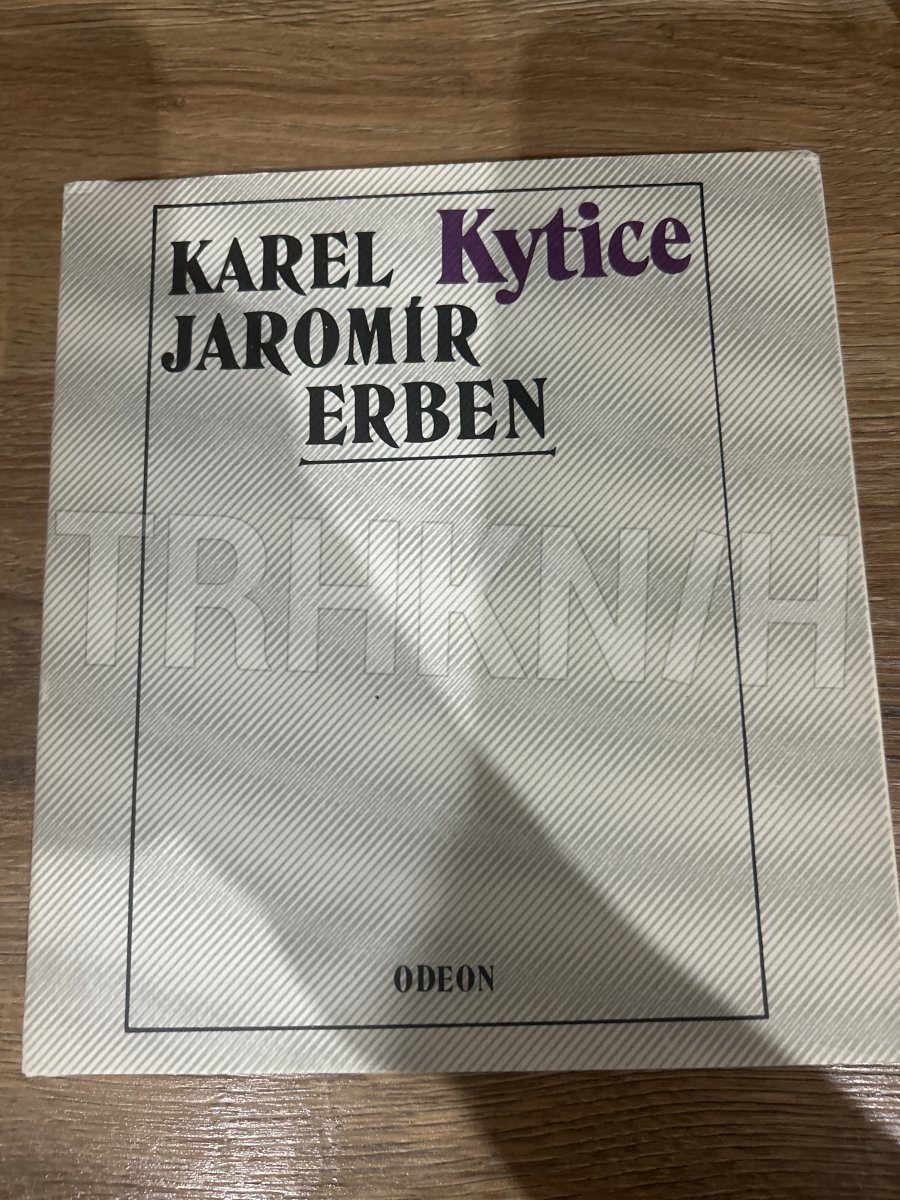 KAREL Kytice
JAROMÍR
ERBEN
TRHKNIH
ODEON